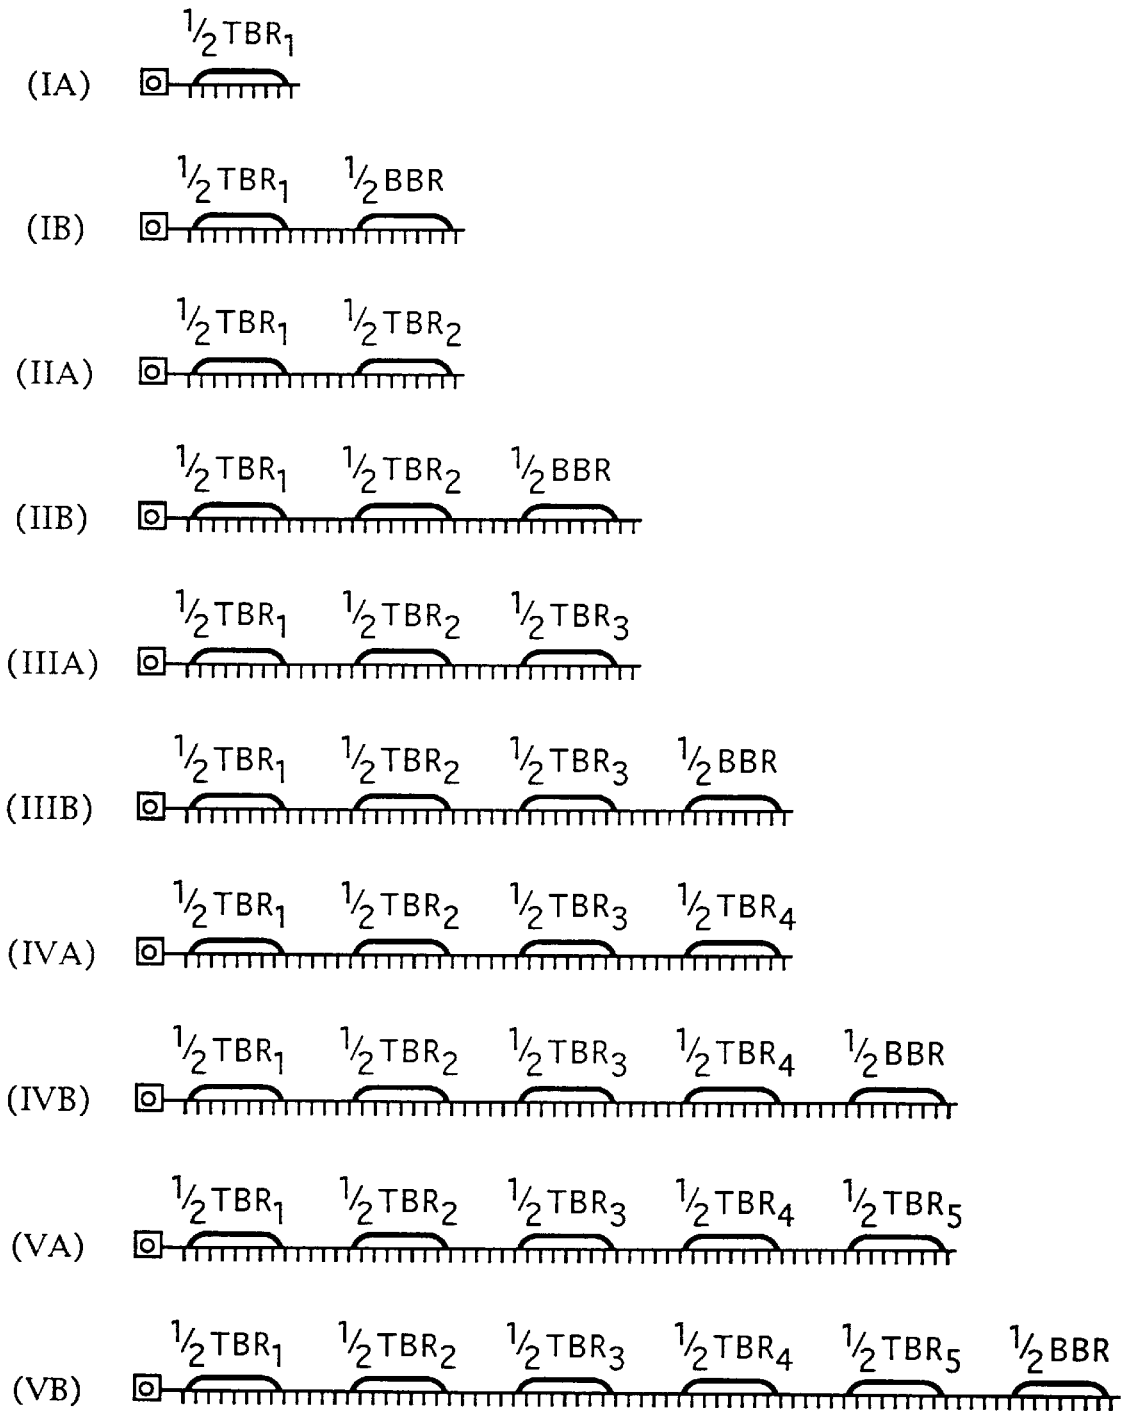 ½TBR₁
(IA)
½TBR₁ ½BBR
(IB)
½TBR₁ ½TBR₂
(IIA)
½TBR₁ ½TBR₂ ½BBR
(IIB)
½TBR₁ ½TBR₂ ½TBR₃
(IIIA)
½TBR₁ ½TBR₂ ½TBR₃ ½BBR
(IIIB)
½TBR₁ ½TBR₂ ½TBR₃ ½TBR₄
(IVA)
½TBR₁ ½TBR₂ ½TBR₃ ½TBR₄ ½BBR
(IVB)
½TBR₁ ½TBR₂ ½TBR₃ ½TBR₄ ½TBR₅
(VA)
½TBR₁ ½TBR₂ ½TBR₃ ½TBR₄ ½TBR₅ ½BBR
(VB)